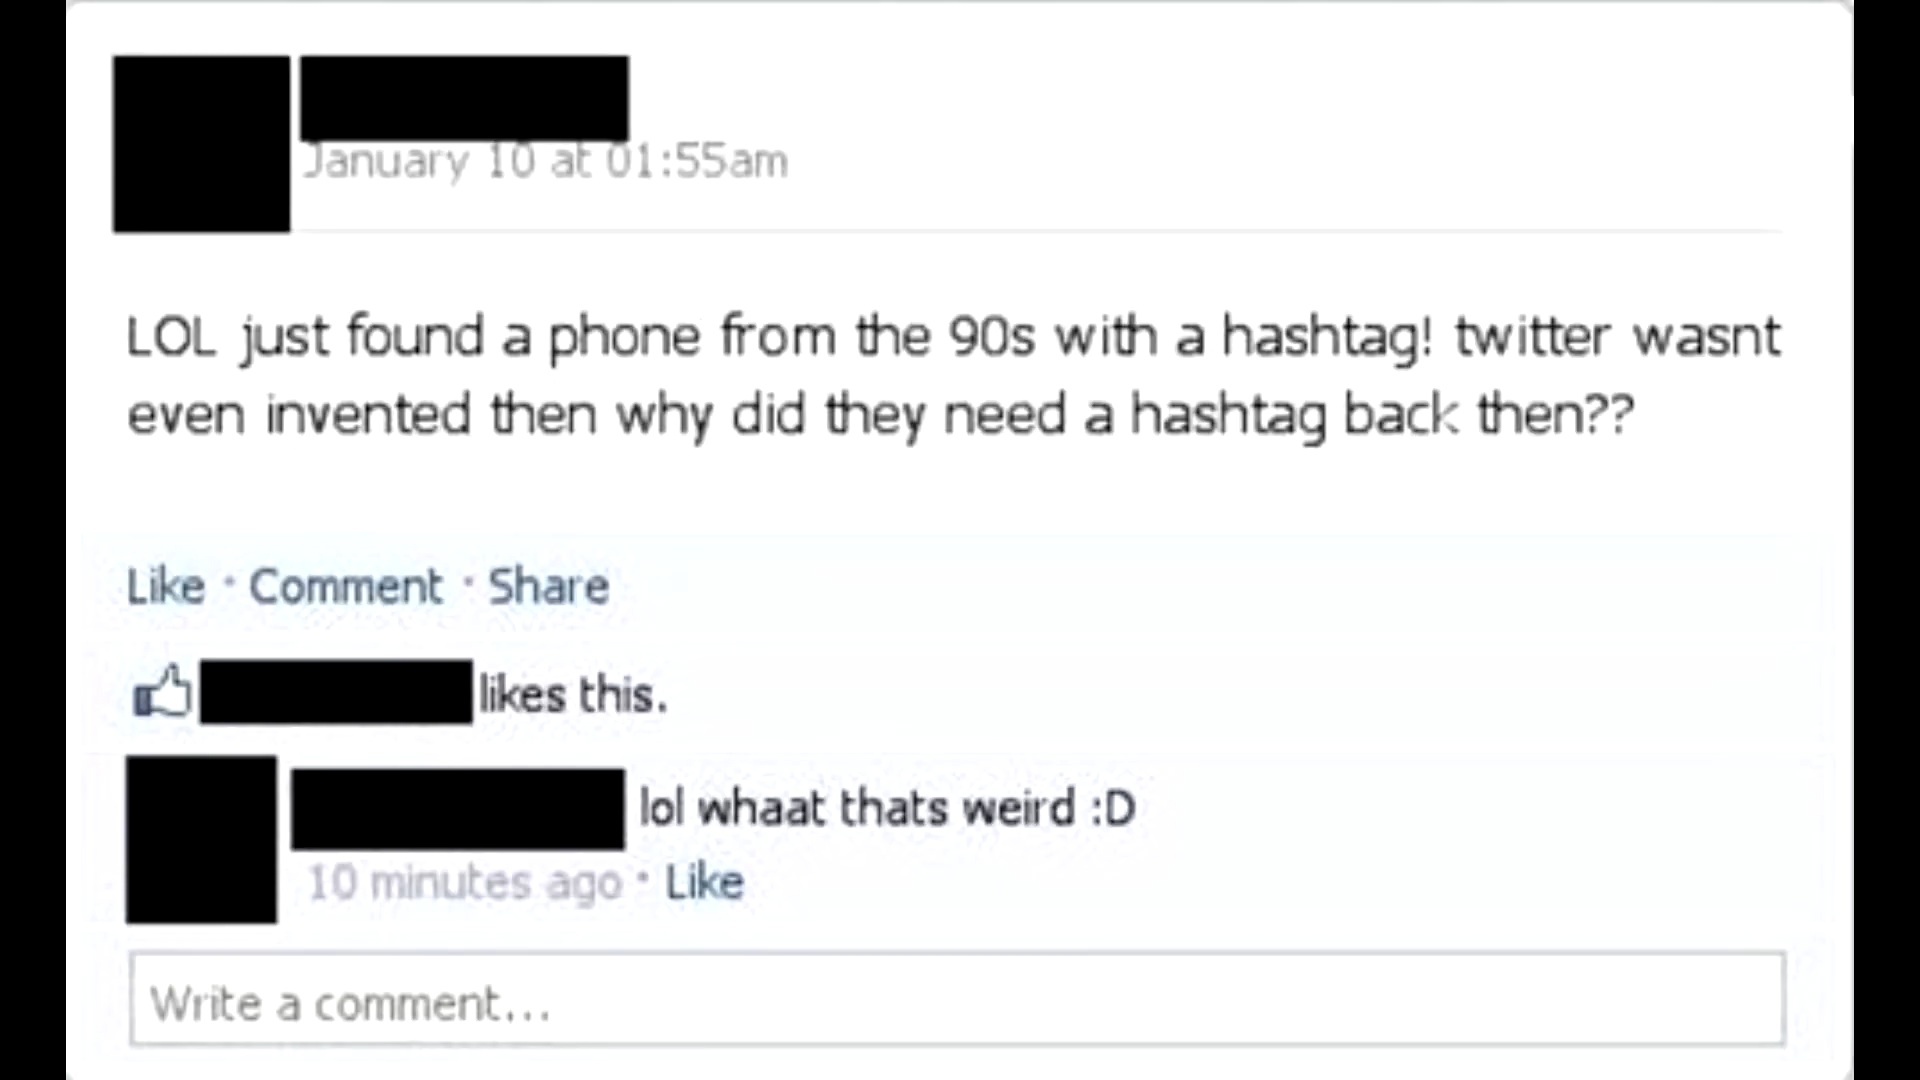 January 10 at 01:55am
LOL just found a phone from the 90s with a hashtag! twitter wasnt
even invented then why did they need a hashtag back then??
Like · Comment · Share
likes this.
lol whaat thats weird :D
10 minutes ago · Like
Write a comment...